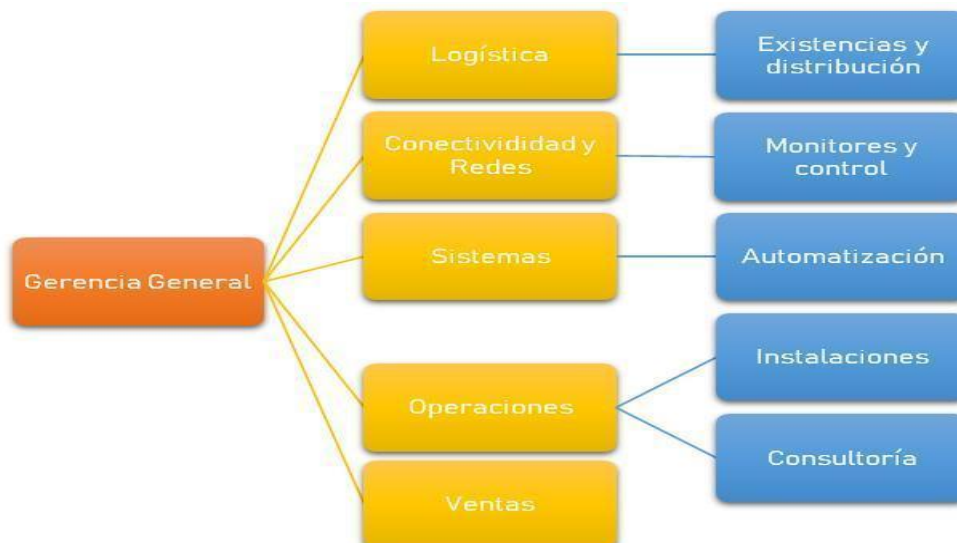 Logística
Existencias y
distribución
Conectivididad y
Redes
Monitores y
control
Gerencia General
Sistemas
Automatización
Operaciones
Instalaciones
Consultoría
Ventas